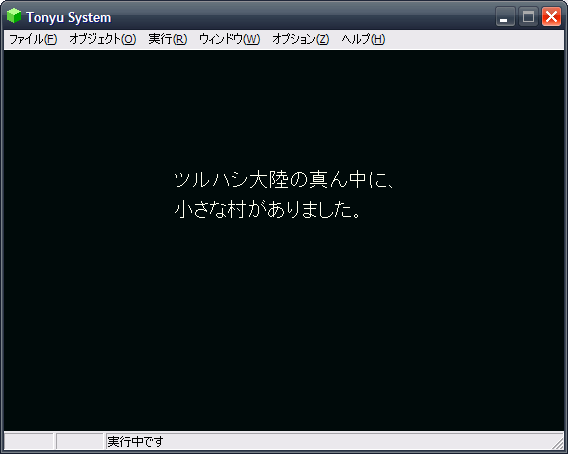 Tonyu System
ファイル(F) オブジェクト(O) 実行(R) ウィンドウ(W) オプション(Z) ヘルプ(H)
ツルハシ大陸の真ん中に、
小さな村がありました。
実行中です